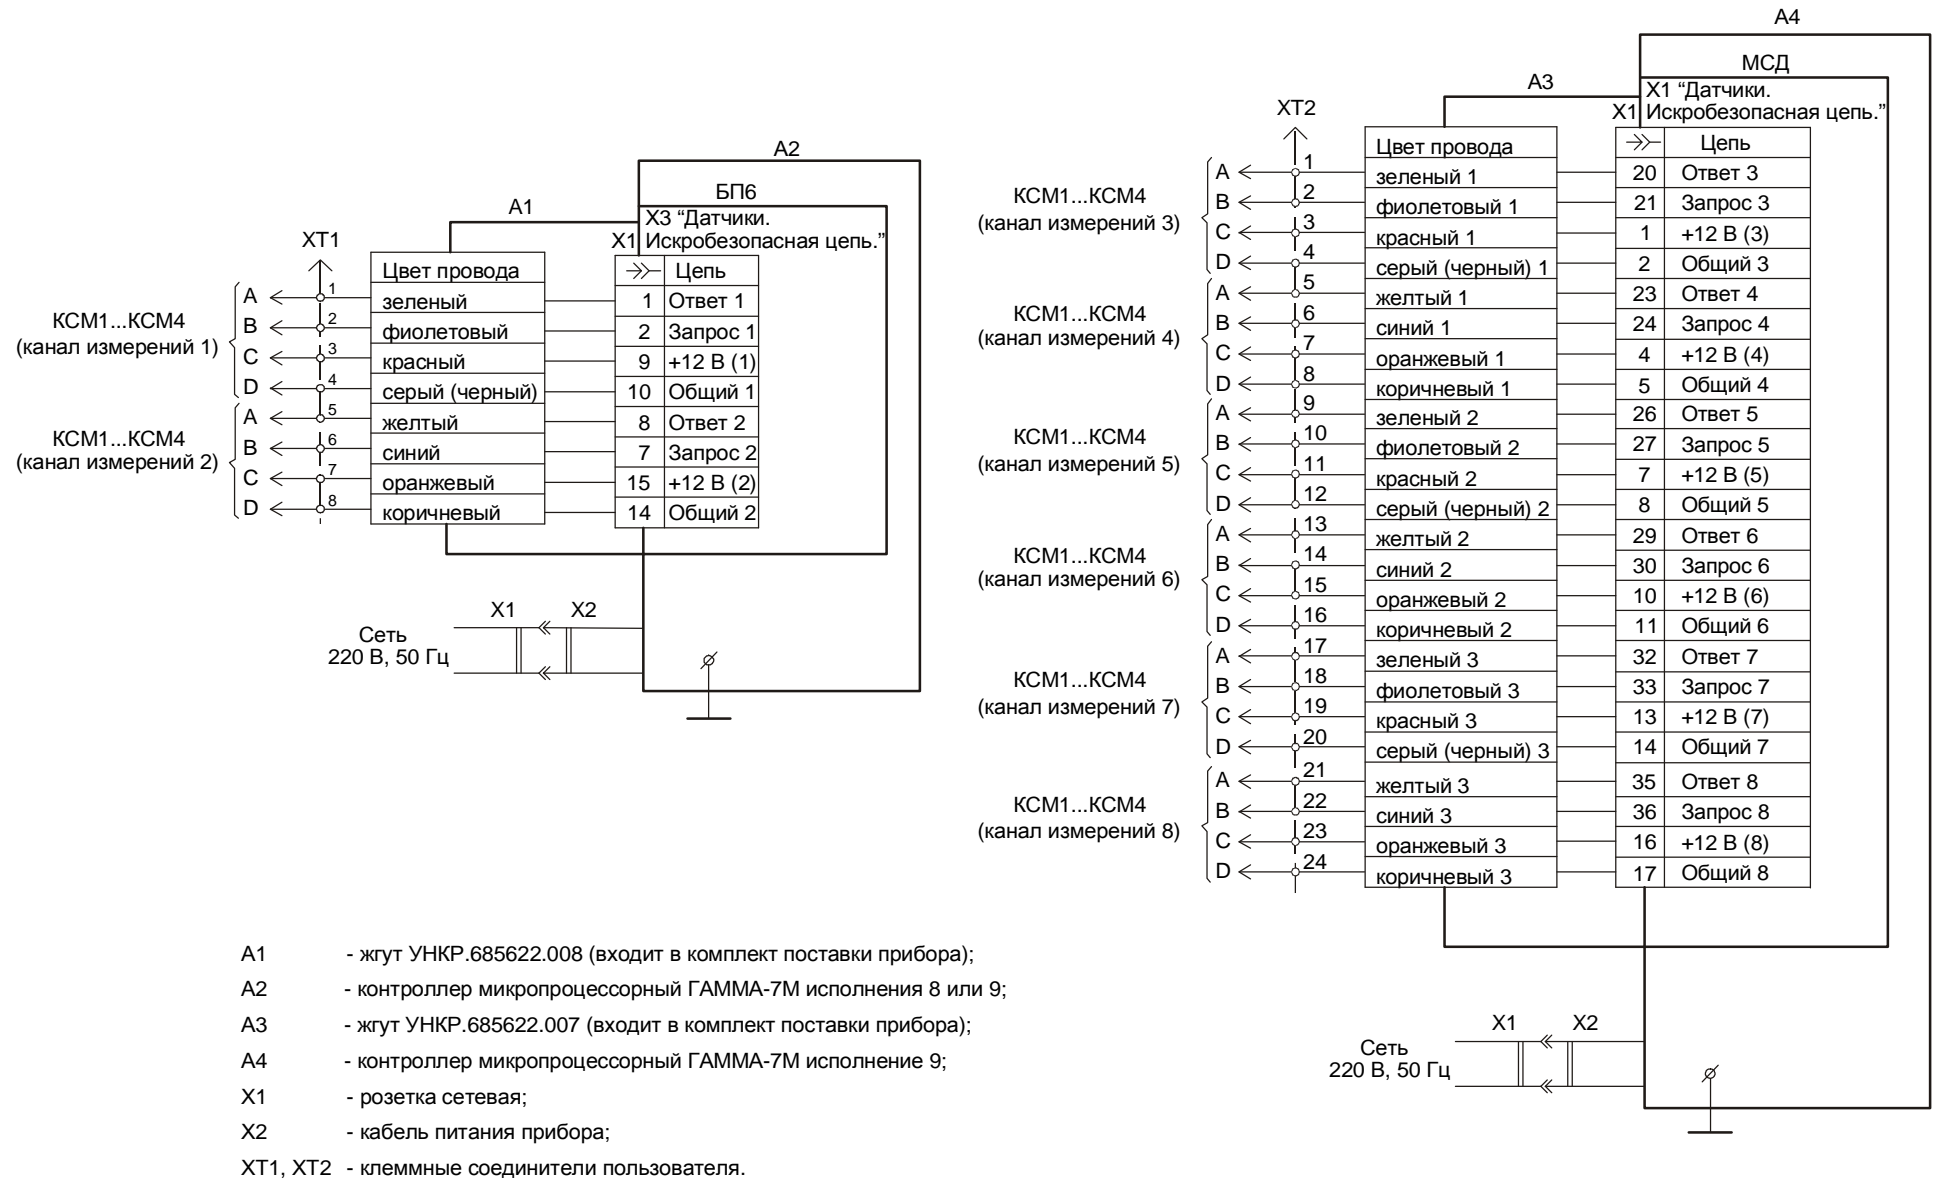 A2
БП6
A1
X3 “Датчики.
XT1
X1
Искробезопасная цепь.”
Цвет провода
Цепь
КСМ1...КСМ4
(канал измерений 1)
A 1 зеленый 1 Ответ 1
B 2 фиолетовый 2 Запрос 1
C 3 красный 9 +12 В (1)
D 4 серый (черный) 10 Общий 1
КСМ1...КСМ4
(канал измерений 2)
A 5 желтый 8 Ответ 2
B 6 синий 7 Запрос 2
C 7 оранжевый 15 +12 В (2)
D 8 коричневый 14 Общий 2
X1 X2
Сеть
220 В, 50 Гц
A4
МСД
A3
X1 “Датчики.
XT2
X1
Искробезопасная цепь.”
Цвет провода
Цепь
КСМ1...КСМ4
(канал измерений 3)
A 1 зеленый 1 20 Ответ 3
B 2 фиолетовый 1 21 Запрос 3
C 3 красный 1 1 +12 В (3)
D 4 серый (черный) 1 2 Общий 3
КСМ1...КСМ4
(канал измерений 4)
A 5 желтый 1 23 Ответ 4
B 6 синий 1 24 Запрос 4
C 7 оранжевый 1 4 +12 В (4)
D 8 коричневый 1 5 Общий 4
КСМ1...КСМ4
(канал измерений 5)
A 9 зеленый 2 26 Ответ 5
B 10 фиолетовый 2 27 Запрос 5
C 11 красный 2 7 +12 В (5)
D 12 серый (черный) 2 8 Общий 5
КСМ1...КСМ4
(канал измерений 6)
A 13 желтый 2 29 Ответ 6
B 14 синий 2 30 Запрос 6
C 15 оранжевый 2 10 +12 В (6)
D 16 коричневый 2 11 Общий 6
КСМ1...КСМ4
(канал измерений 7)
A 17 зеленый 3 32 Ответ 7
B 18 фиолетовый 3 33 Запрос 7
C 19 красный 3 13 +12 В (7)
D 20 серый (черный) 3 14 Общий 7
КСМ1...КСМ4
(канал измерений 8)
A 21 желтый 3 35 Ответ 8
B 22 синий 3 36 Запрос 8
C 23 оранжевый 3 16 +12 В (8)
D 24 коричневый 3 17 Общий 8
X1 X2
Сеть
220 В, 50 Гц
A1 - жгут УНКР.685622.008 (входит в комплект поставки прибора);
A2 - контроллер микропроцессорный ГАММА-7М исполнения 8 или 9;
A3 - жгут УНКР.685622.007 (входит в комплект поставки прибора);
A4 - контроллер микропроцессорный ГАММА-7М исполнение 9;
X1 - розетка сетевая;
X2 - кабель питания прибора;
XT1, XT2 - клеммные соединители пользователя.